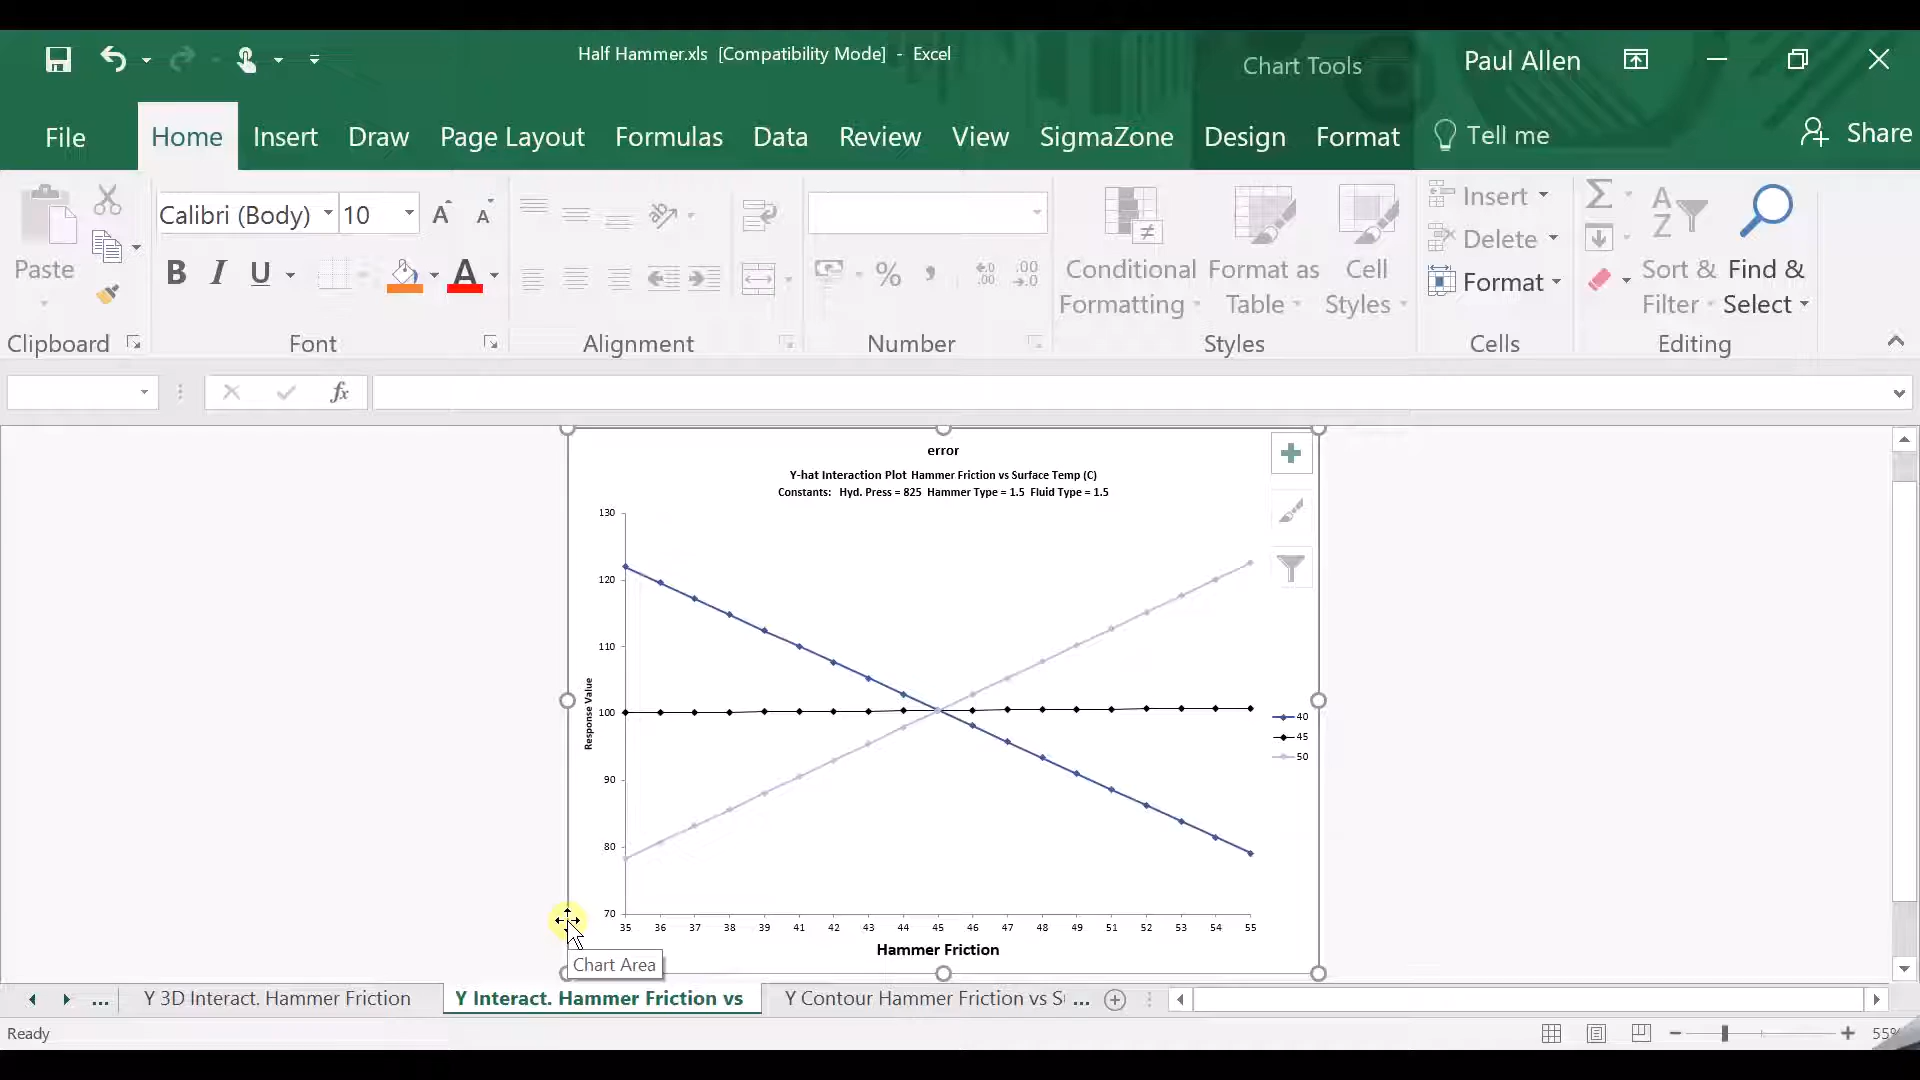 Half Hammer.xls [Compatibility Mode] - Excel
Chart Tools
Paul Allen
File
Home
Insert
Draw
Page Layout
Formulas
Data
Review
View
SigmaZone
Design
Format
Tell me
Share
Paste
Clipboard
Calibri (Body)
10
A A
B I U
A
Font
Alignment
%
.00
Number
Conditional
Formatting
Format as
Table
Cell
Styles
Styles
Insert
Delete
Format
Cells
Sort &
Filter
Find &
Select
Editing
fx
error
Y-hat Interaction Plot Hammer Friction vs Surface Temp (C)
Constants: Hyd. Press = 825 Hammer Type = 1.5 Fluid Type = 1.5
Response Value
130
120
110
100
90
80
70
35 36 37 38 39 41 42 43 44 45 46 47 48 49 51 52 53 54 55
Hammer Friction
40
45
50
Chart Area
... Y 3D Interact. Hammer Friction
Y Interact. Hammer Friction vs
Y Contour Hammer Friction vs S ...
Ready
55%